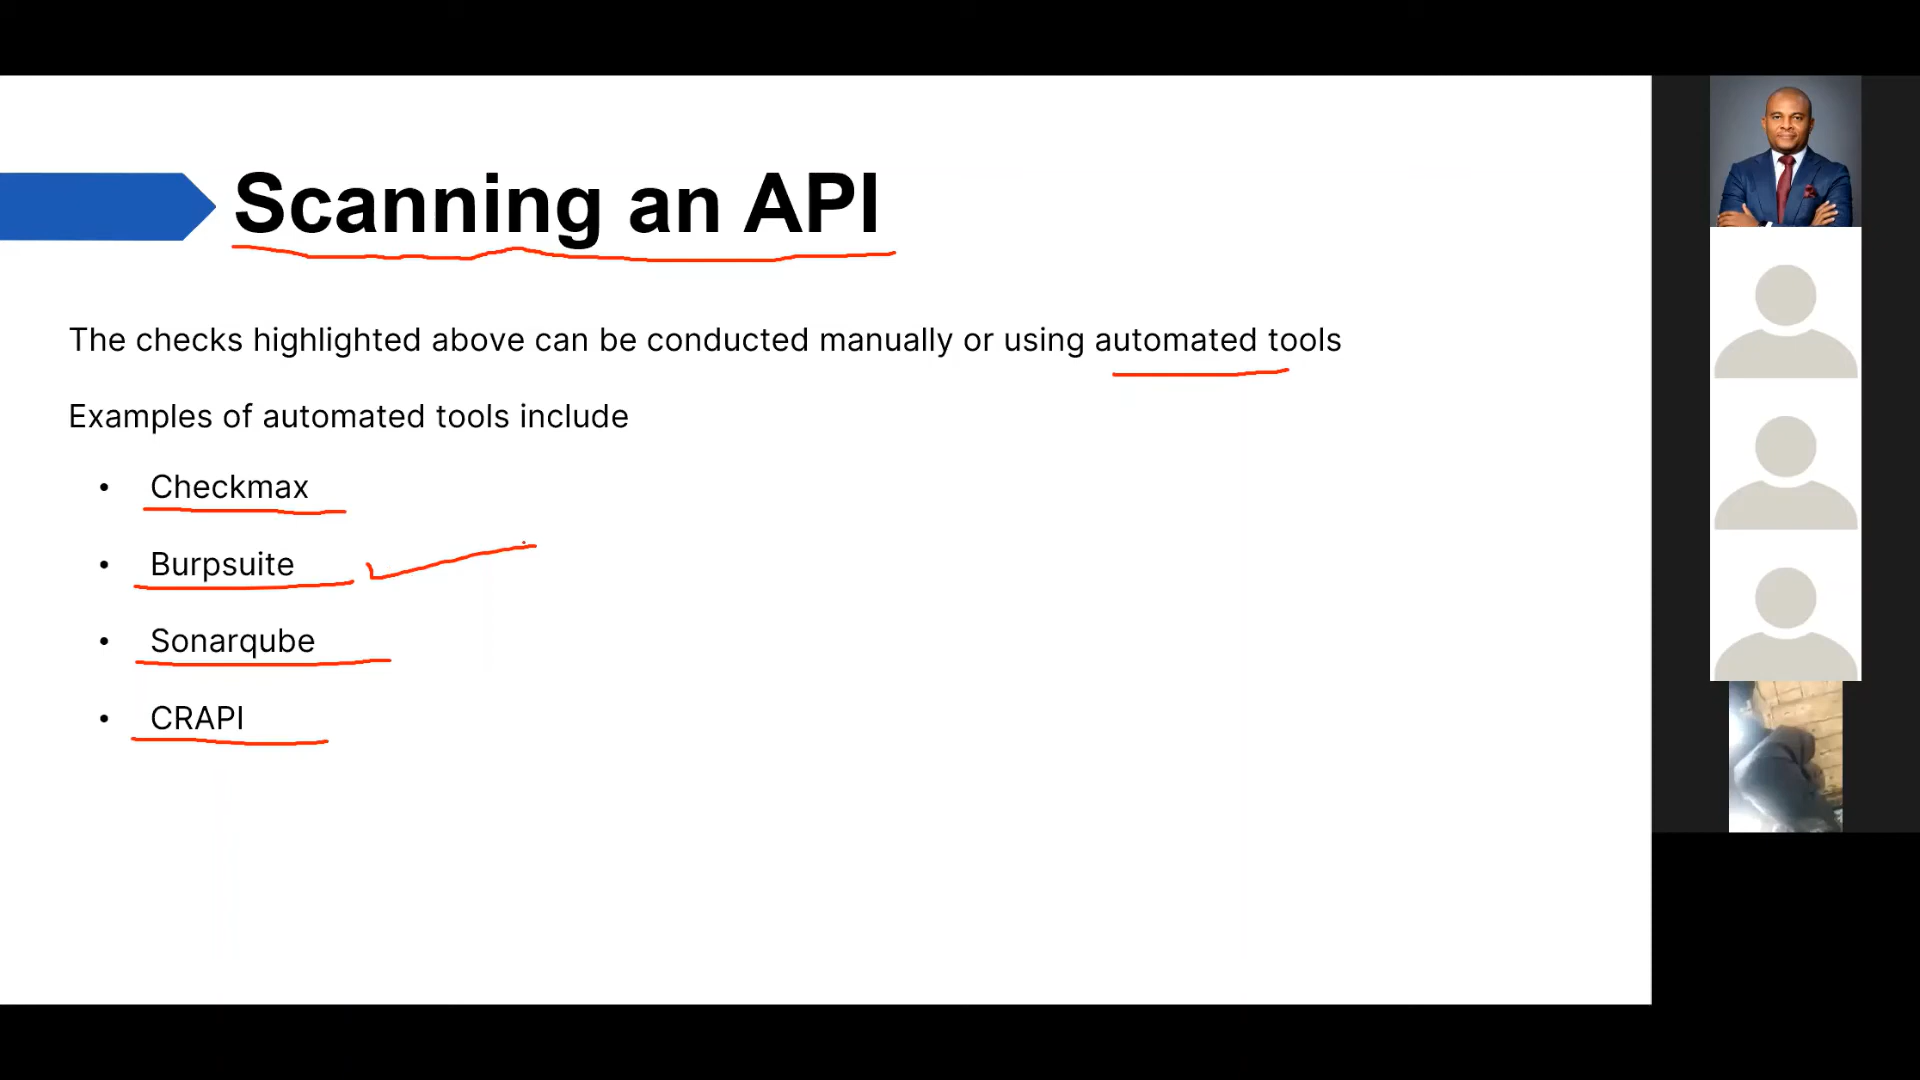 Scanning an API
The checks highlighted above can be conducted manually or using automated tools
Examples of automated tools include
• Checkmax
• Burpsuite
• Sonarqube
• CRAPI